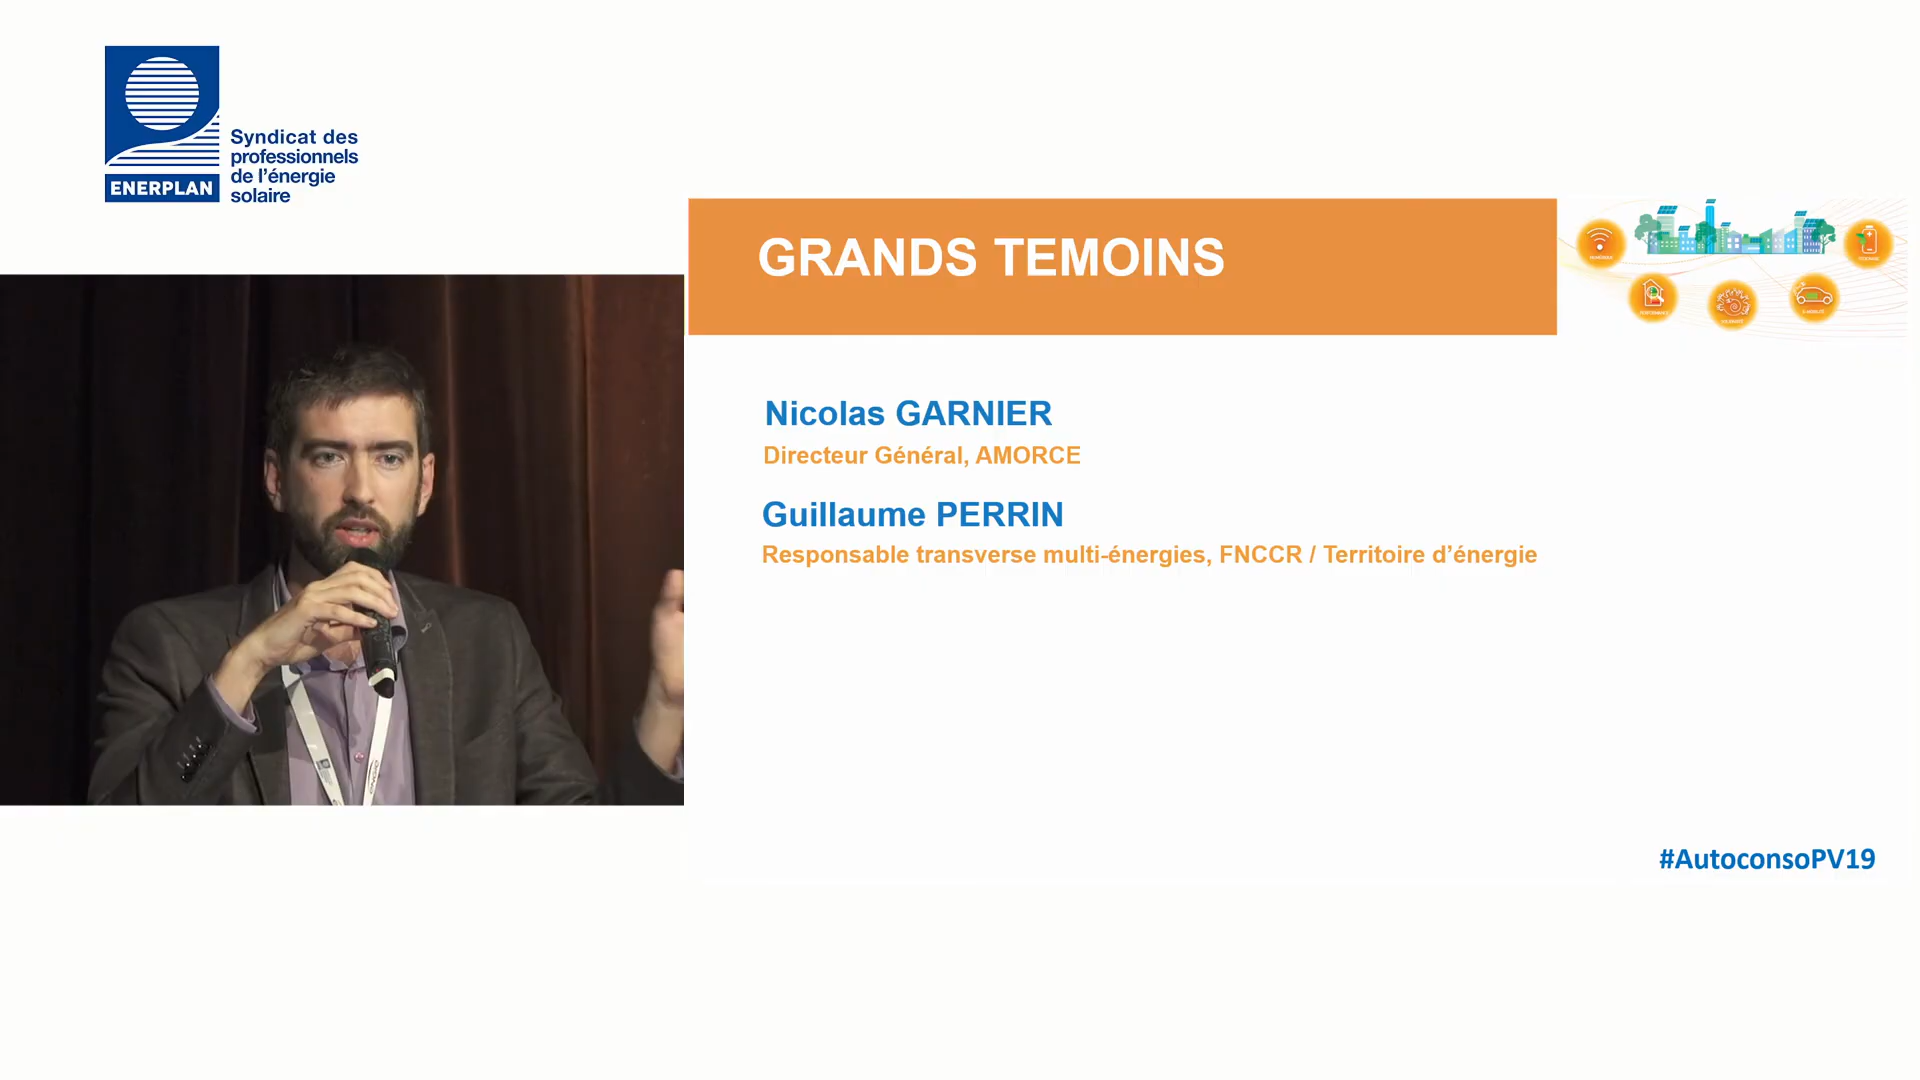 Syndicat des
professionnels
de l’énergie
solaire
ENERPLAN
GRANDS TEMOINS
Nicolas GARNIER
Directeur Général, AMORCE
Guillaume PERRIN
Responsable transverse multi-énergies, FNCCR / Territoire d’énergie
#AutoconsoPV19